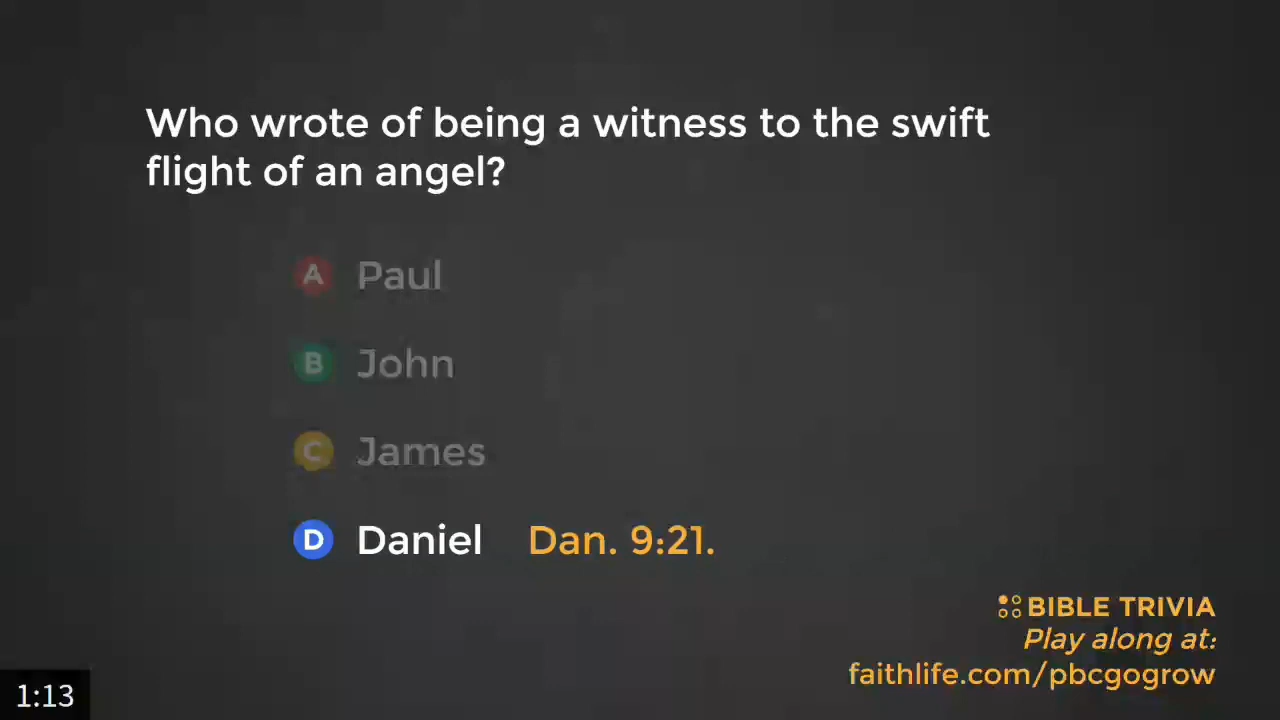 Who wrote of being a witness to the swift
flight of an angel?
A Paul
B John
C James
D Daniel Dan. 9:21.
BIBLE TRIVIA
Play along at:
faithlife.com/pbcgogrow
1:13